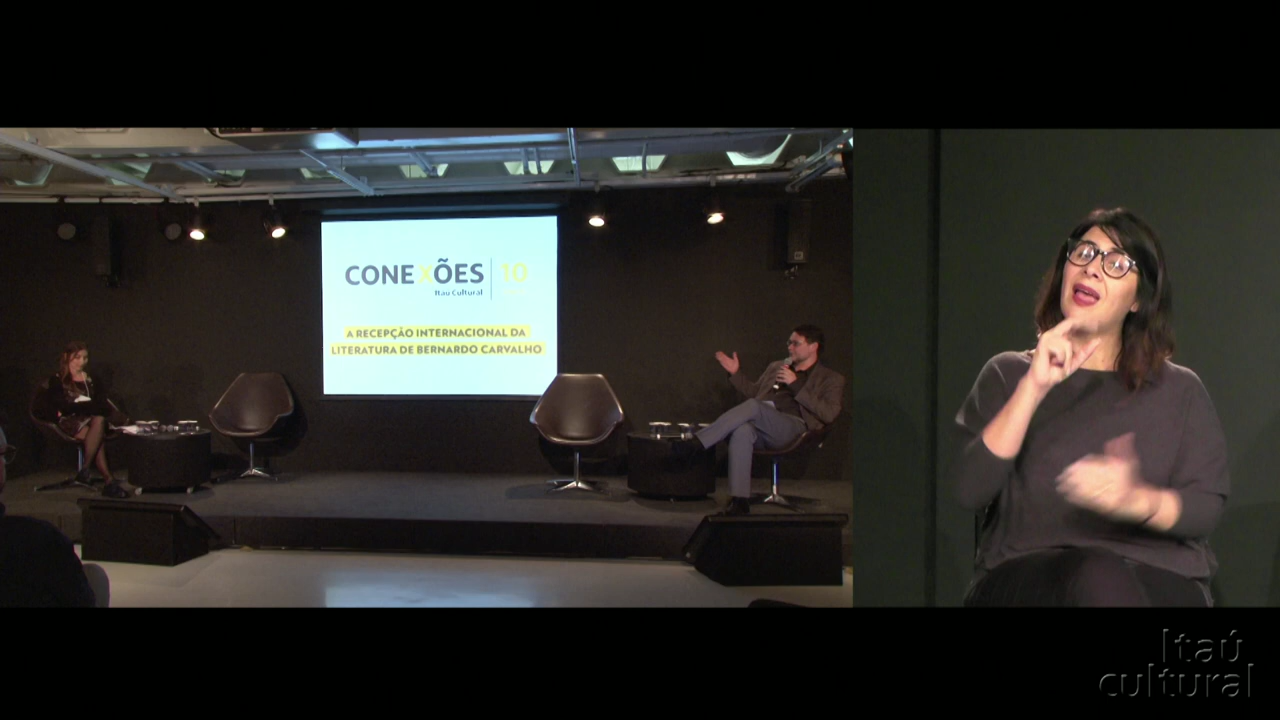 CONEXÕES 10
Itaú Cultural
A RECEPÇÃO INTERNACIONAL DA
LITERATURA DE BERNARDO CARVALHO
Itaú
cultural